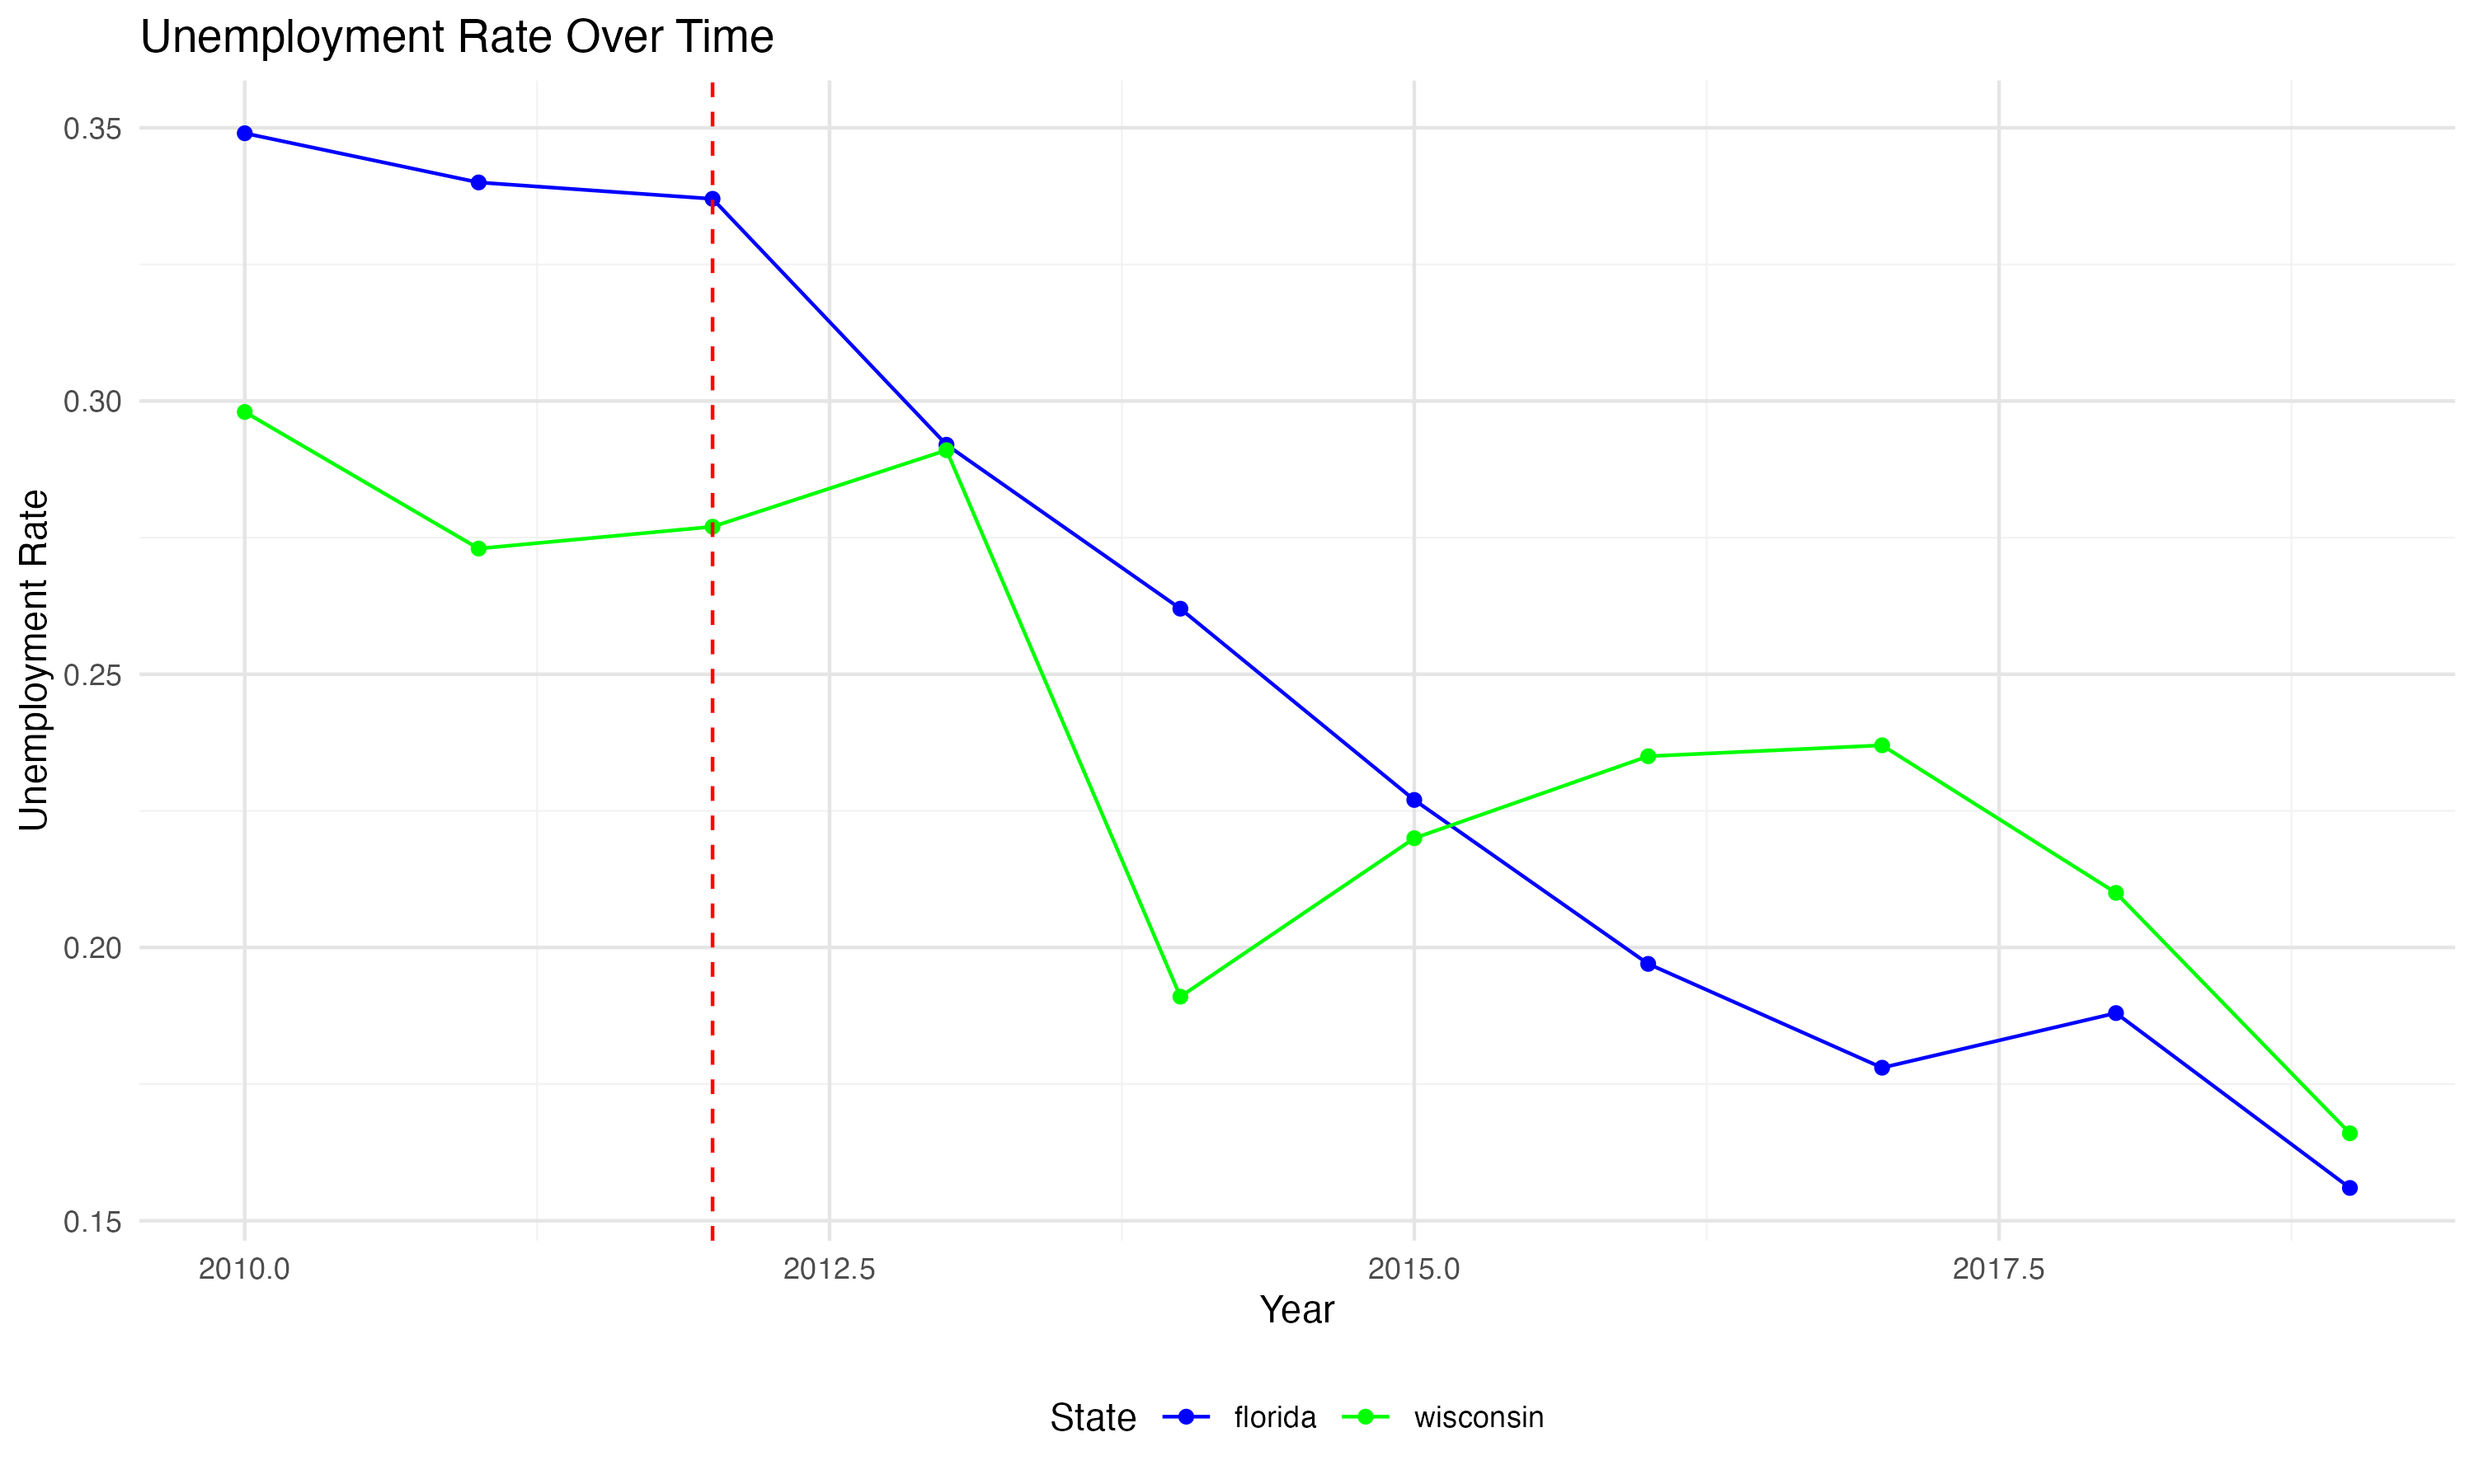 Unemployment Rate Over Time
Unemployment Rate
0.35
0.30
0.25
0.20
0.15
2010.0 2012.5 2015.0 2017.5
Year
State florida wisconsin